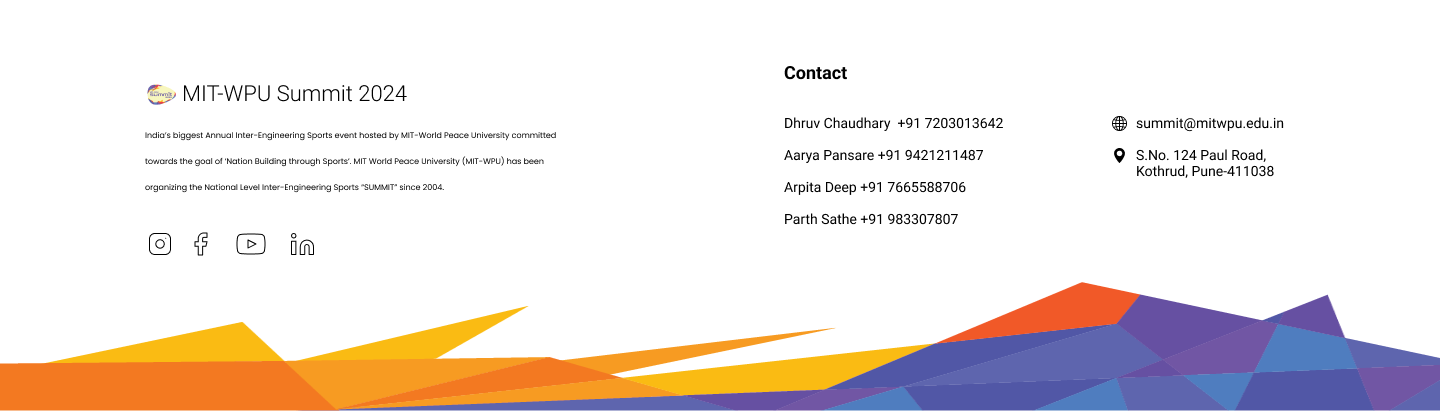 MIT-WPU Summit 2024
India's biggest Annual Inter-Engineering Sports event hosted by MIT-World Peace University committed
towards the goal of 'Nation Building through Sports'. MIT World Peace University (MIT-WPU) has been
organizing the National Level Inter-Engineering Sports "SUMMIT" since 2004.
Contact
Dhruv Chaudhary +91 7203013642
Aarya Pansare +91 9421211487
Arpita Deep +91 7665588706
Parth Sathe +91 983307807
summit@mitwpu.edu.in
S.No. 124 Paul Road,
Kothrud, Pune-411038